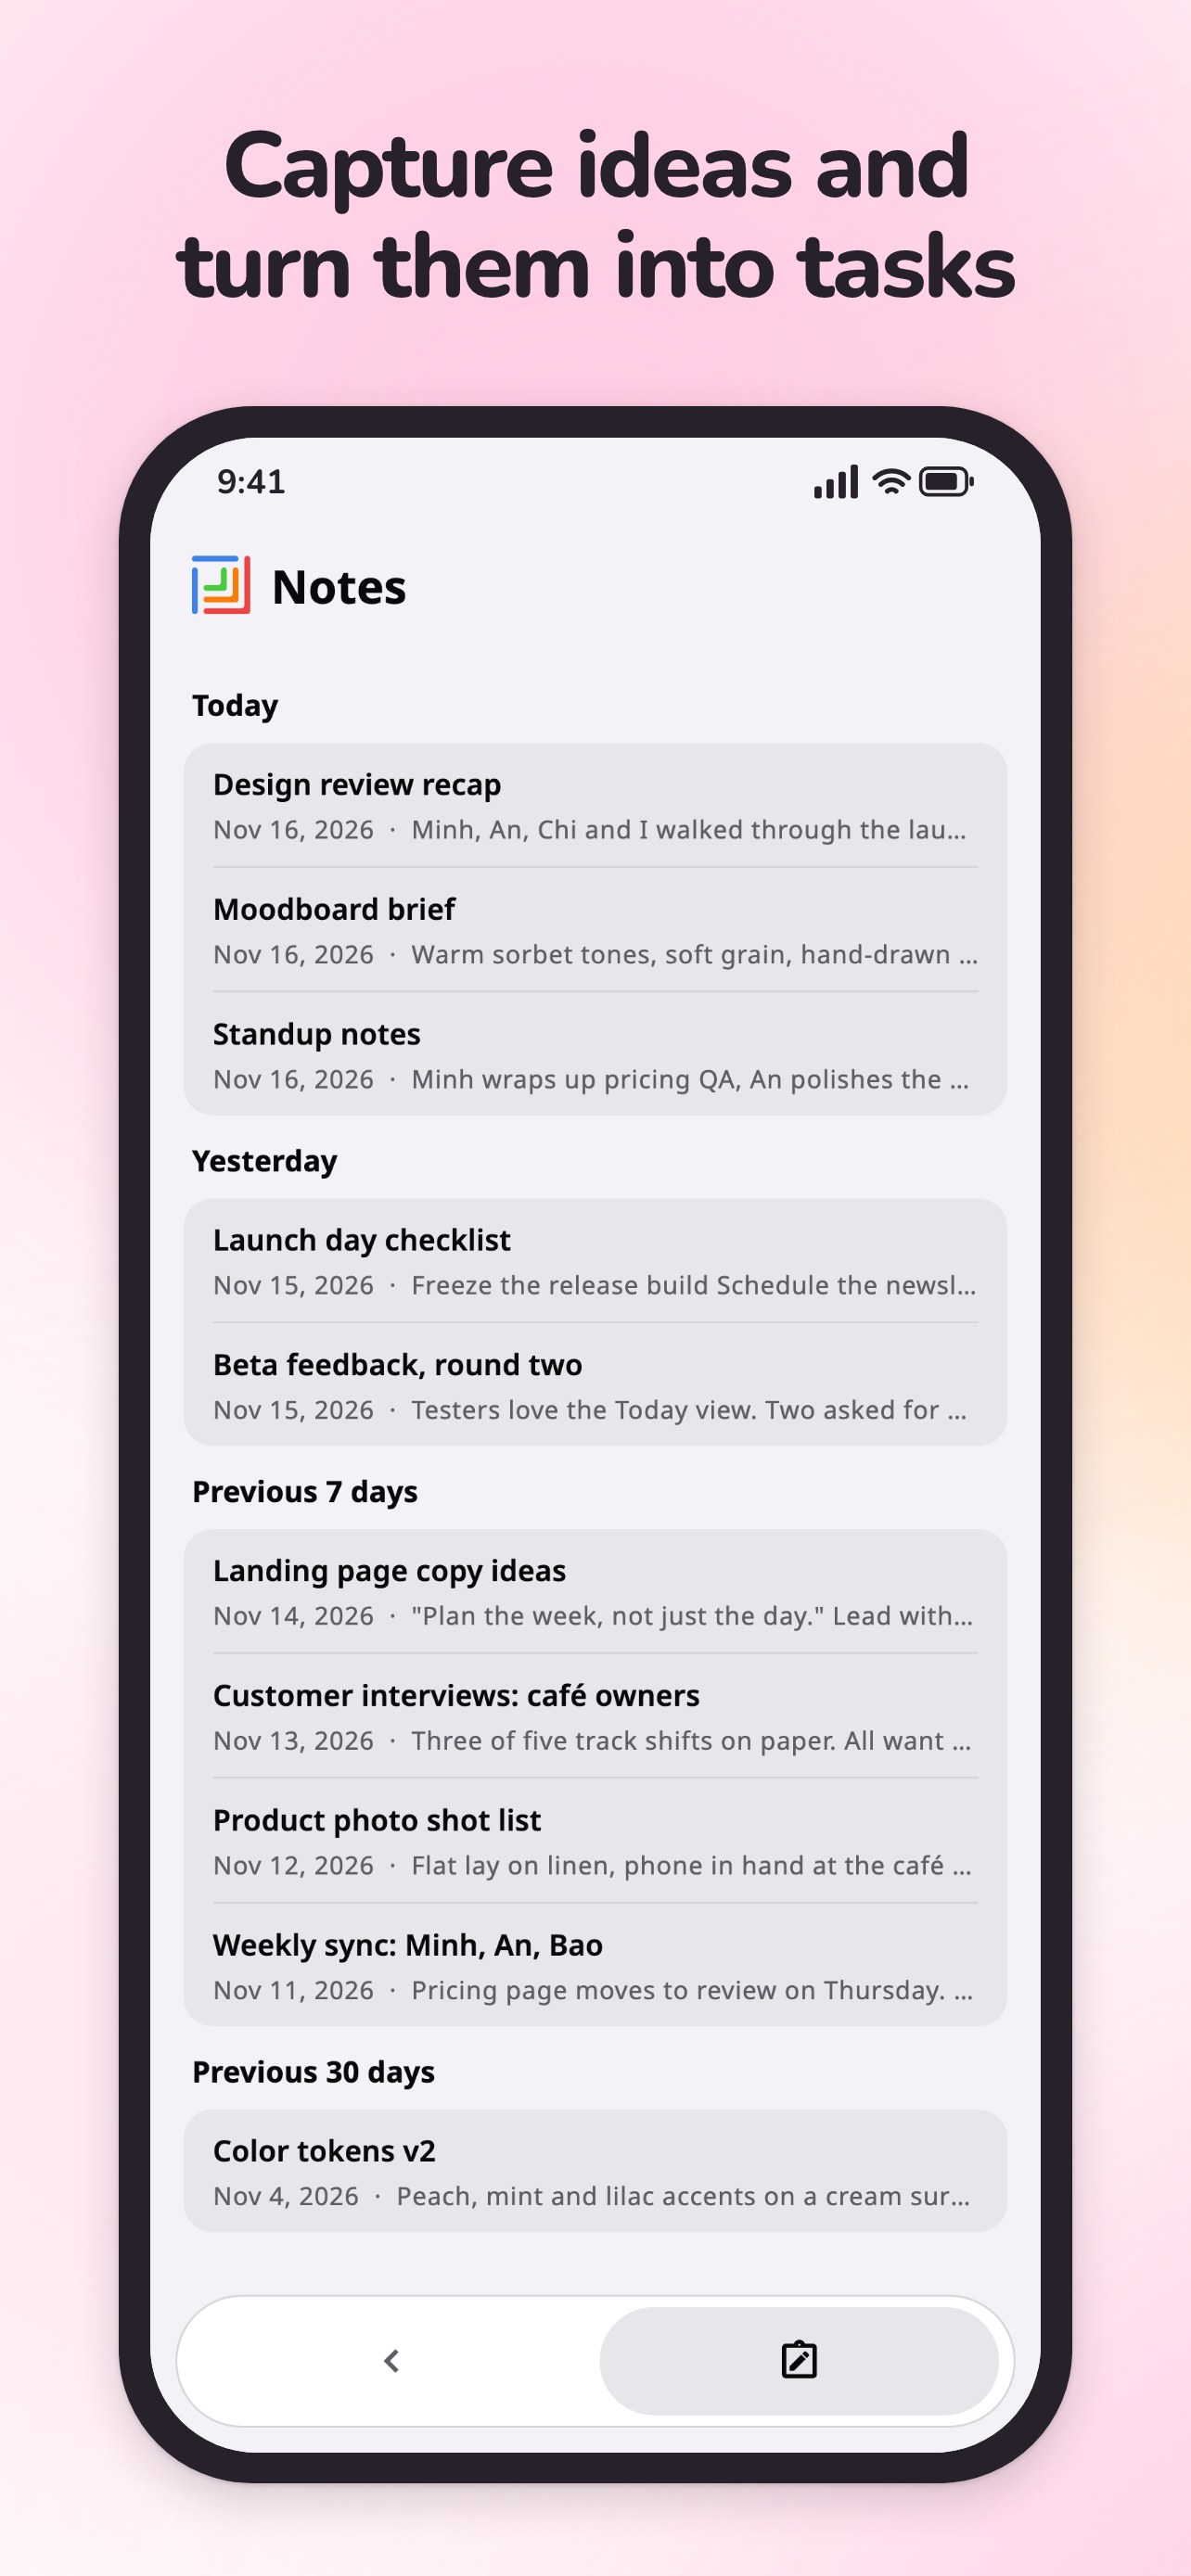 Capture ideas and
turn them into tasks
9:41
Notes
Today
Design review recap
Nov 16, 2026 · Minh, An, Chi and I walked through the lau...
Moodboard brief
Nov 16, 2026 · Warm sorbet tones, soft grain, hand-drawn ...
Standup notes
Nov 16, 2026 · Minh wraps up pricing QA, An polishes the ...
Yesterday
Launch day checklist
Nov 15, 2026 · Freeze the release build Schedule the newsl...
Beta feedback, round two
Nov 15, 2026 · Testers love the Today view. Two asked for ...
Previous 7 days
Landing page copy ideas
Nov 14, 2026 · "Plan the week, not just the day." Lead with...
Customer interviews: café owners
Nov 13, 2026 · Three of five track shifts on paper. All want ...
Product photo shot list
Nov 12, 2026 · Flat lay on linen, phone in hand at the café ...
Weekly sync: Minh, An, Bao
Nov 11, 2026 · Pricing page moves to review on Thursday. ...
Previous 30 days
Color tokens v2
Nov 4, 2026 · Peach, mint and lilac accents on a cream sur...